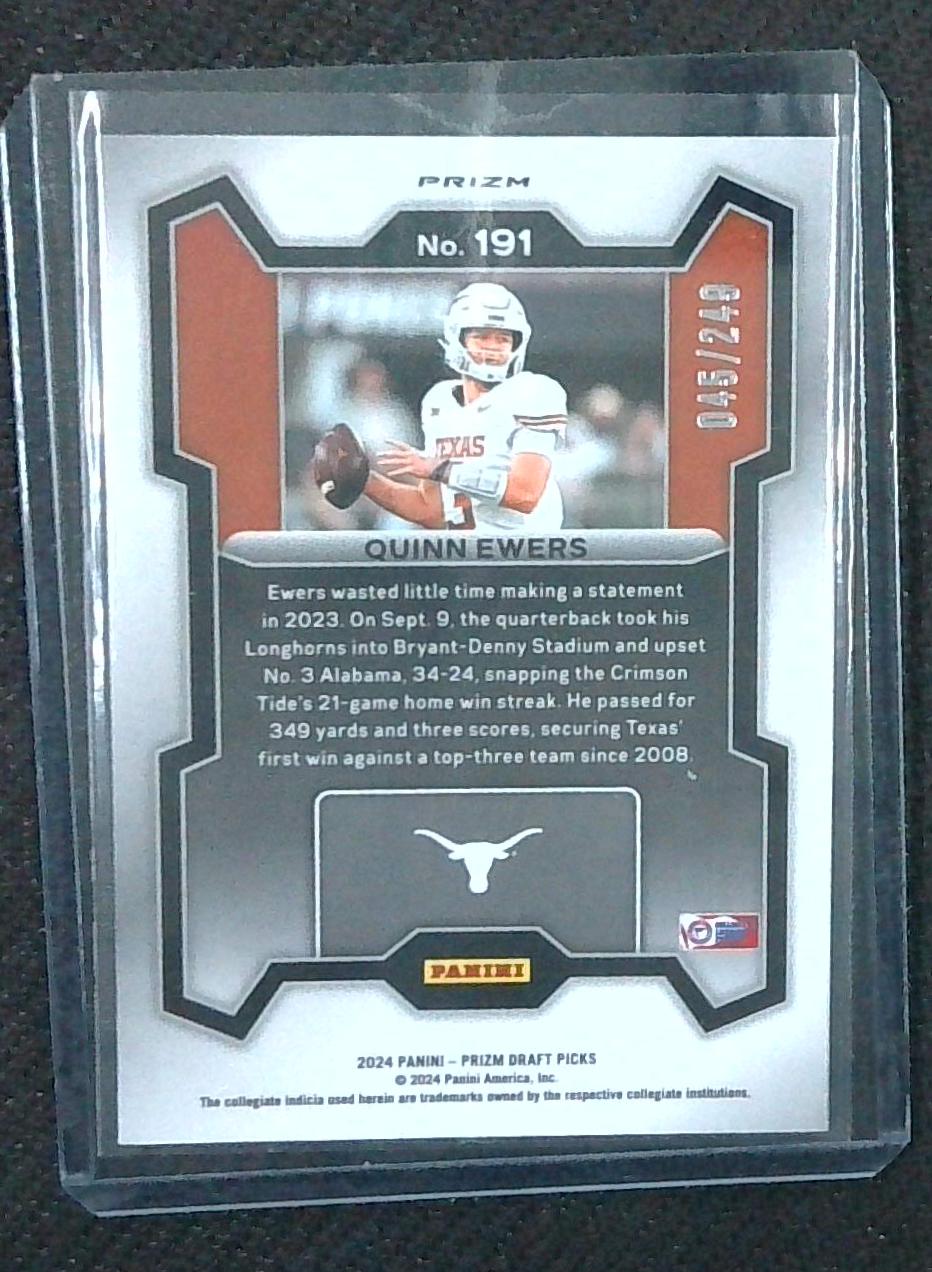 PRIZM
No. 191
045/249
TEXAS
QUINN EWERS
Ewers wasted little time making a statement
in 2023. On Sept. 9, the quarterback took his
Longhorns into Bryant-Denny Stadium and upset
No. 3 Alabama, 34-24, snapping the Crimson
Tide's 21-game home win streak. He passed for
349 yards and three scores, securing Texas'
first win against a top-three team since 2008.
PANINI
2024 PANINI – PRIZM DRAFT PICKS
© 2024 Panini America, Inc.
The collegiate indicia used herein are trademarks owned by the respective collegiate institutions.